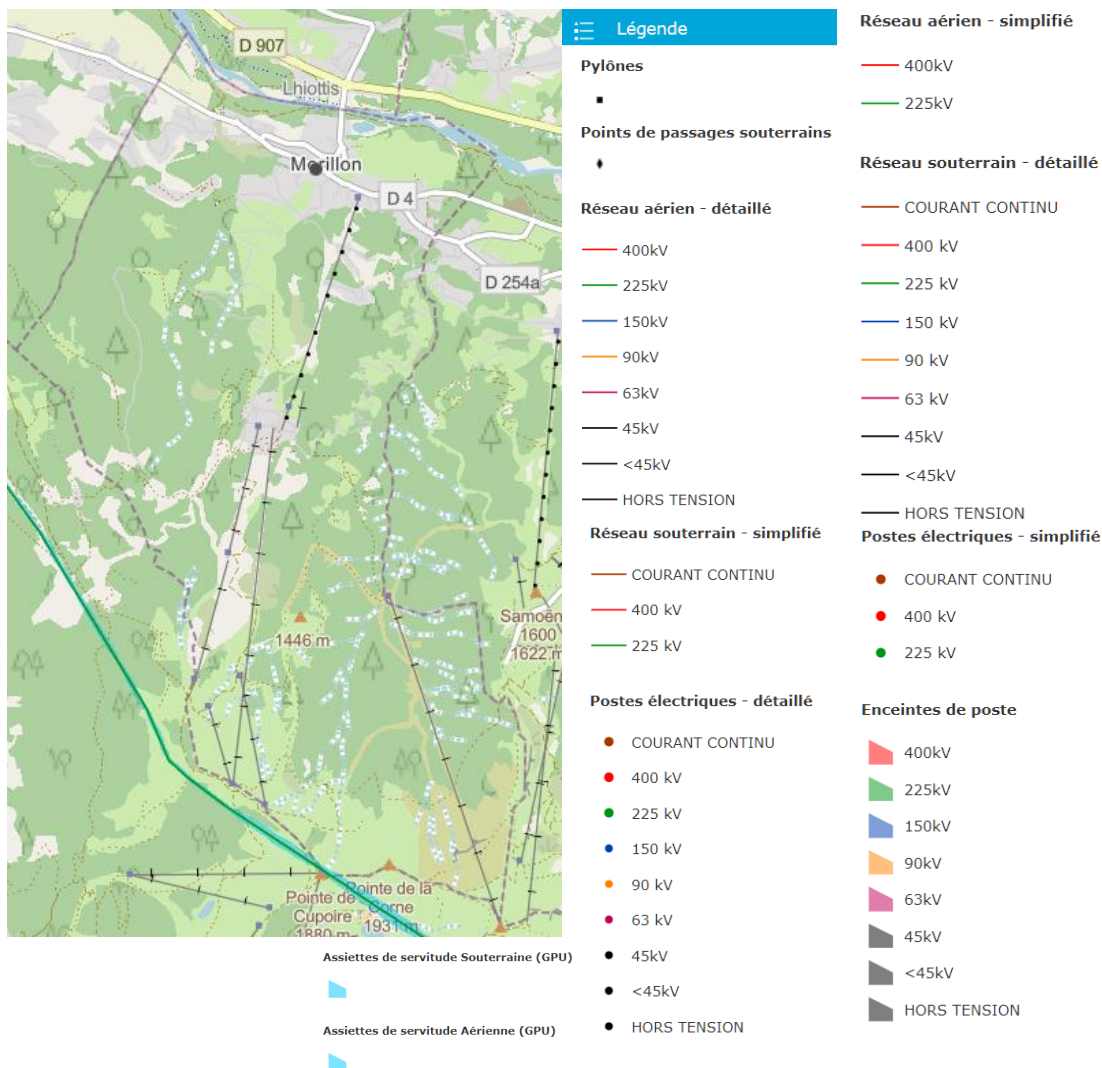 D 907
Lhiottis
Morillon
D 4
D 254a
1446 m
Samoën
1600
1622 m
Pointe de
Cupoire
1880 m
Pointe de la
Corne
1931 m
Légende
Pylônes
Points de passages souterrains
Réseau aérien - détaillé
400kV
225kV
150kV
90kV
63kV
45kV
<45kV
HORS TENSION
Réseau souterrain - simplifié
COURANT CONTINU
400 kV
225 kV
Postes électriques - détaillé
COURANT CONTINU
400 kV
225 kV
150 kV
90 kV
63 kV
45kV
<45kV
HORS TENSION
Réseau aérien - simplifié
400kV
225kV
Réseau souterrain - détaillé
COURANT CONTINU
400 kV
225 kV
150 kV
90 kV
63 kV
45kV
<45kV
HORS TENSION
Postes électriques - simplifié
COURANT CONTINU
400 kV
225 kV
Enceintes de poste
400kV
225kV
150kV
90kV
63kV
45kV
<45kV
HORS TENSION
Assiettes de servitude Souterraine (GPU)
Assiettes de servitude Aérienne (GPU)